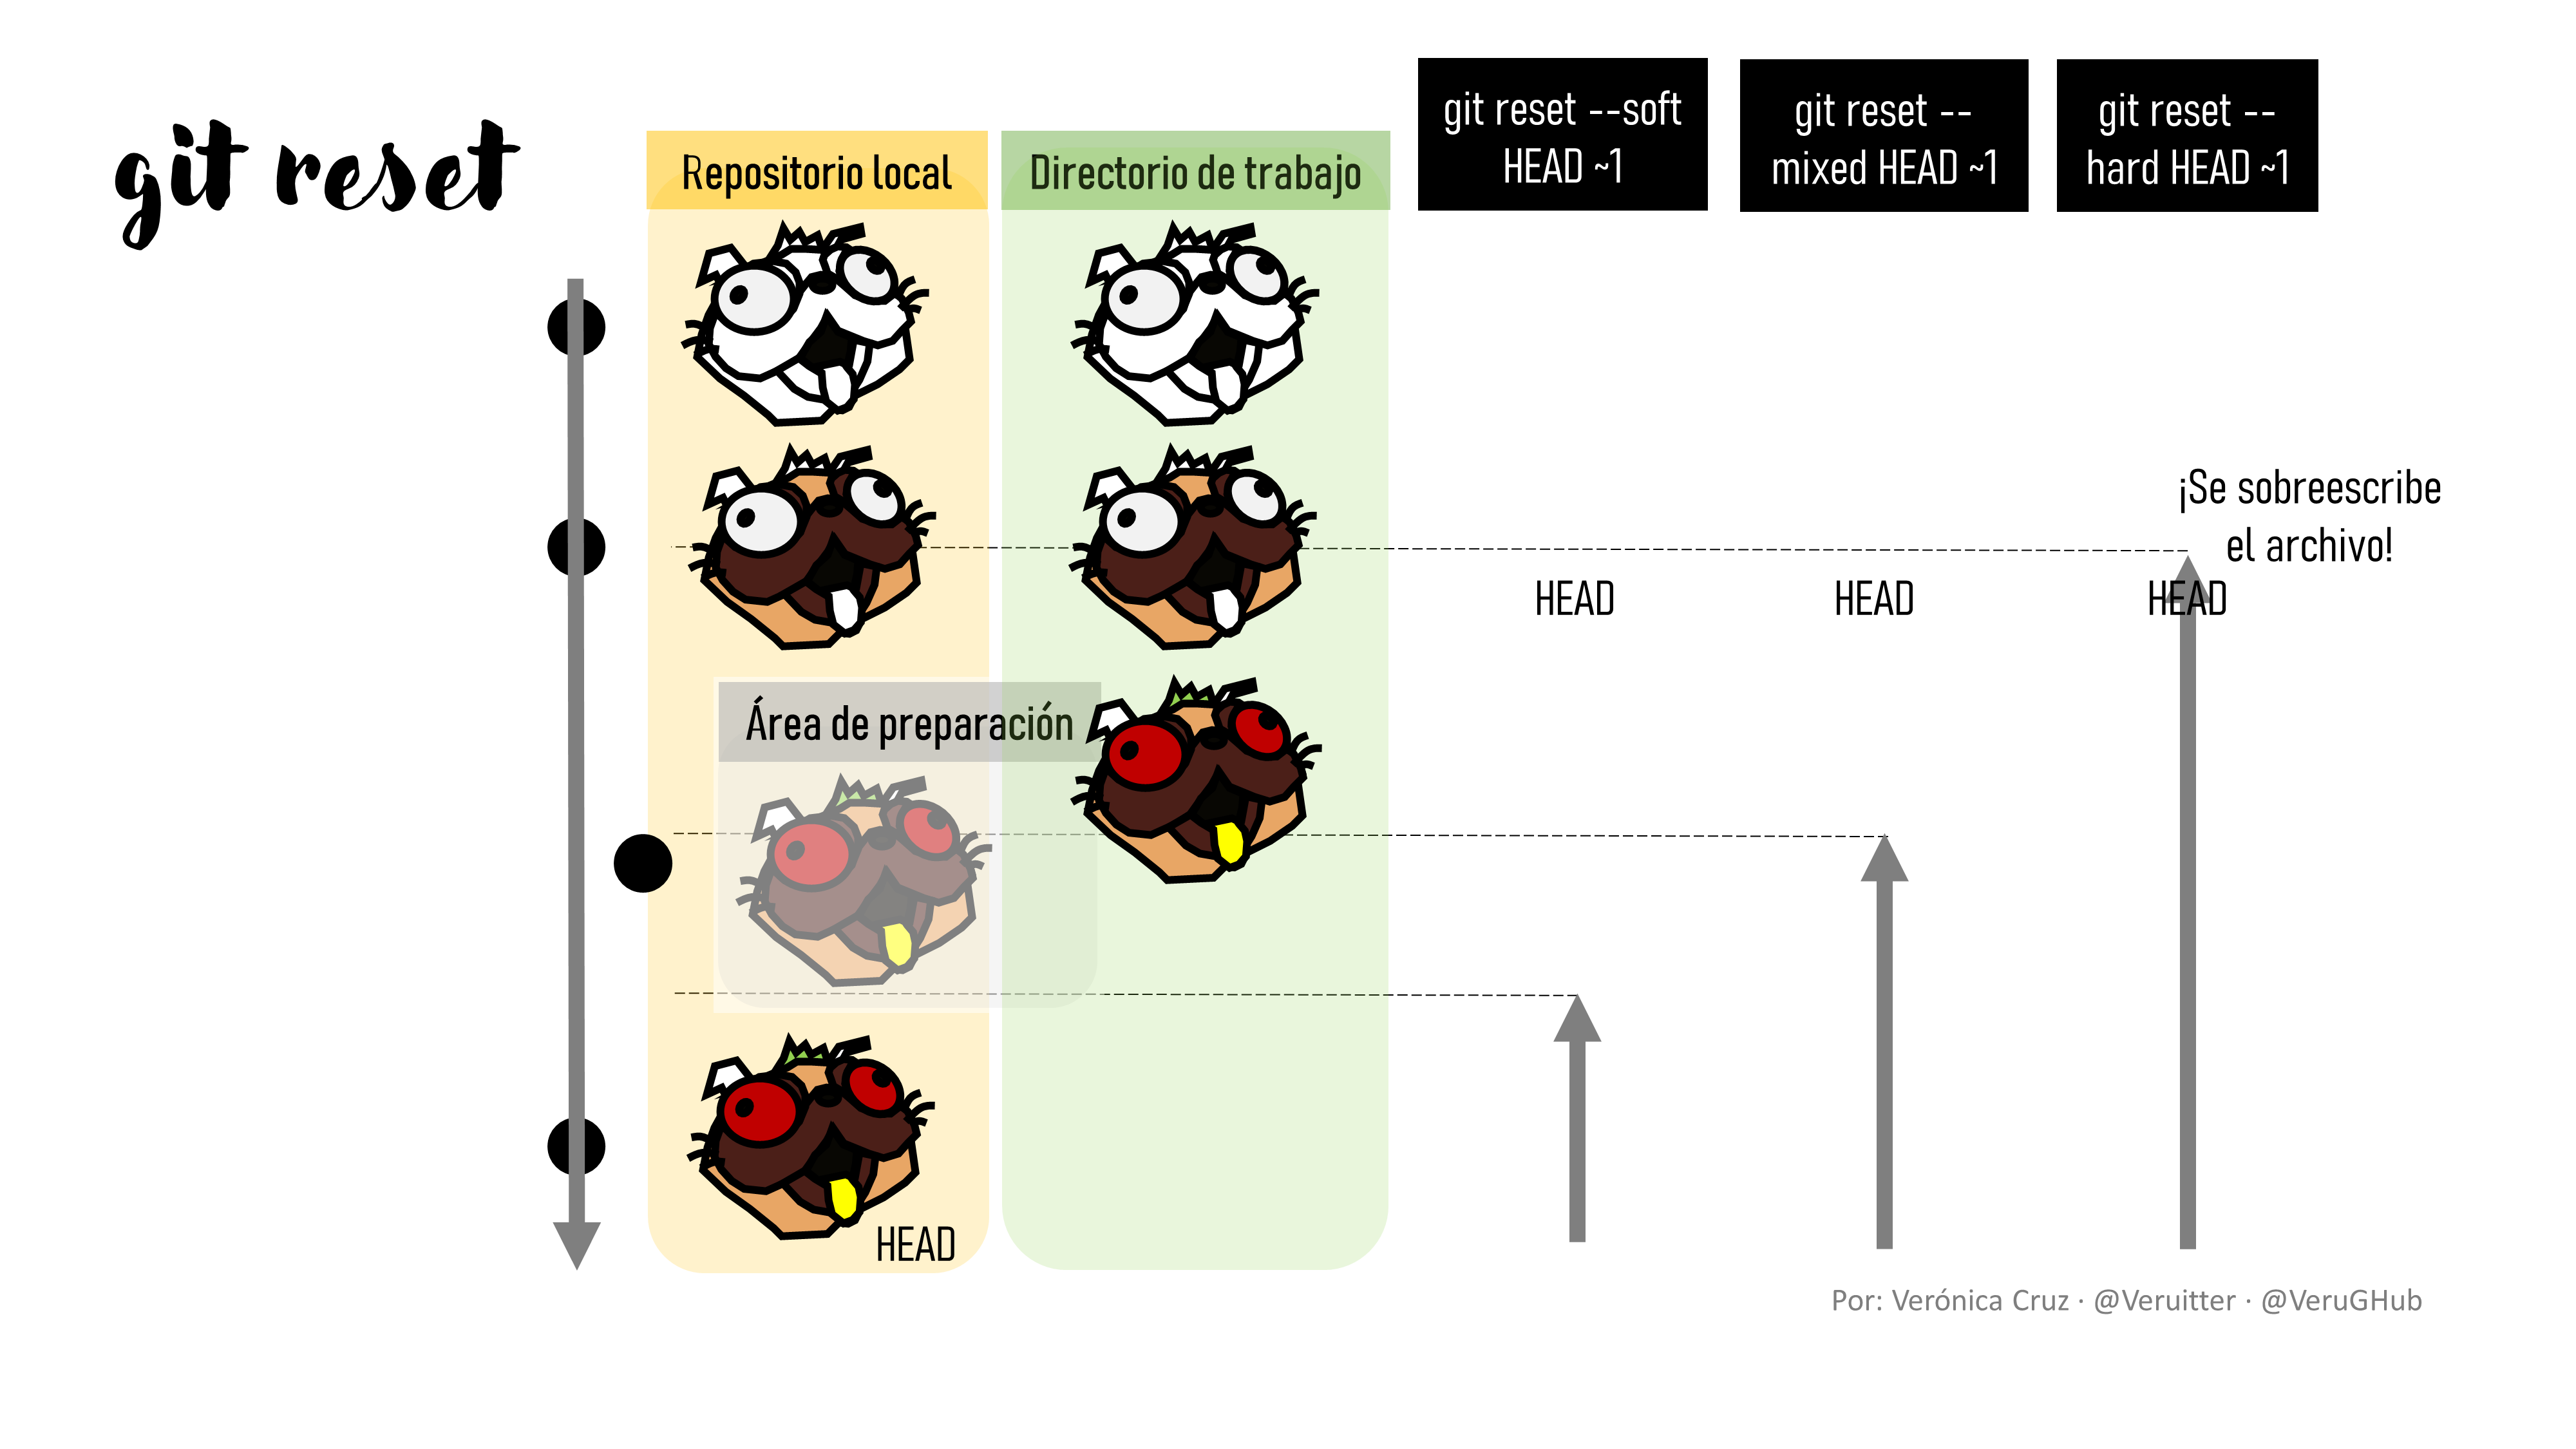 git reset
Repositorio local
Directorio de trabajo
git reset --soft
HEAD ~1
git reset --
mixed HEAD ~1
git reset --
hard HEAD ~1
¡Se sobreescribe
el archivo!
HEAD
HEAD
HEAD
Área de preparación
HEAD
Por: Verónica Cruz · @Veruitter · @VeruGHub